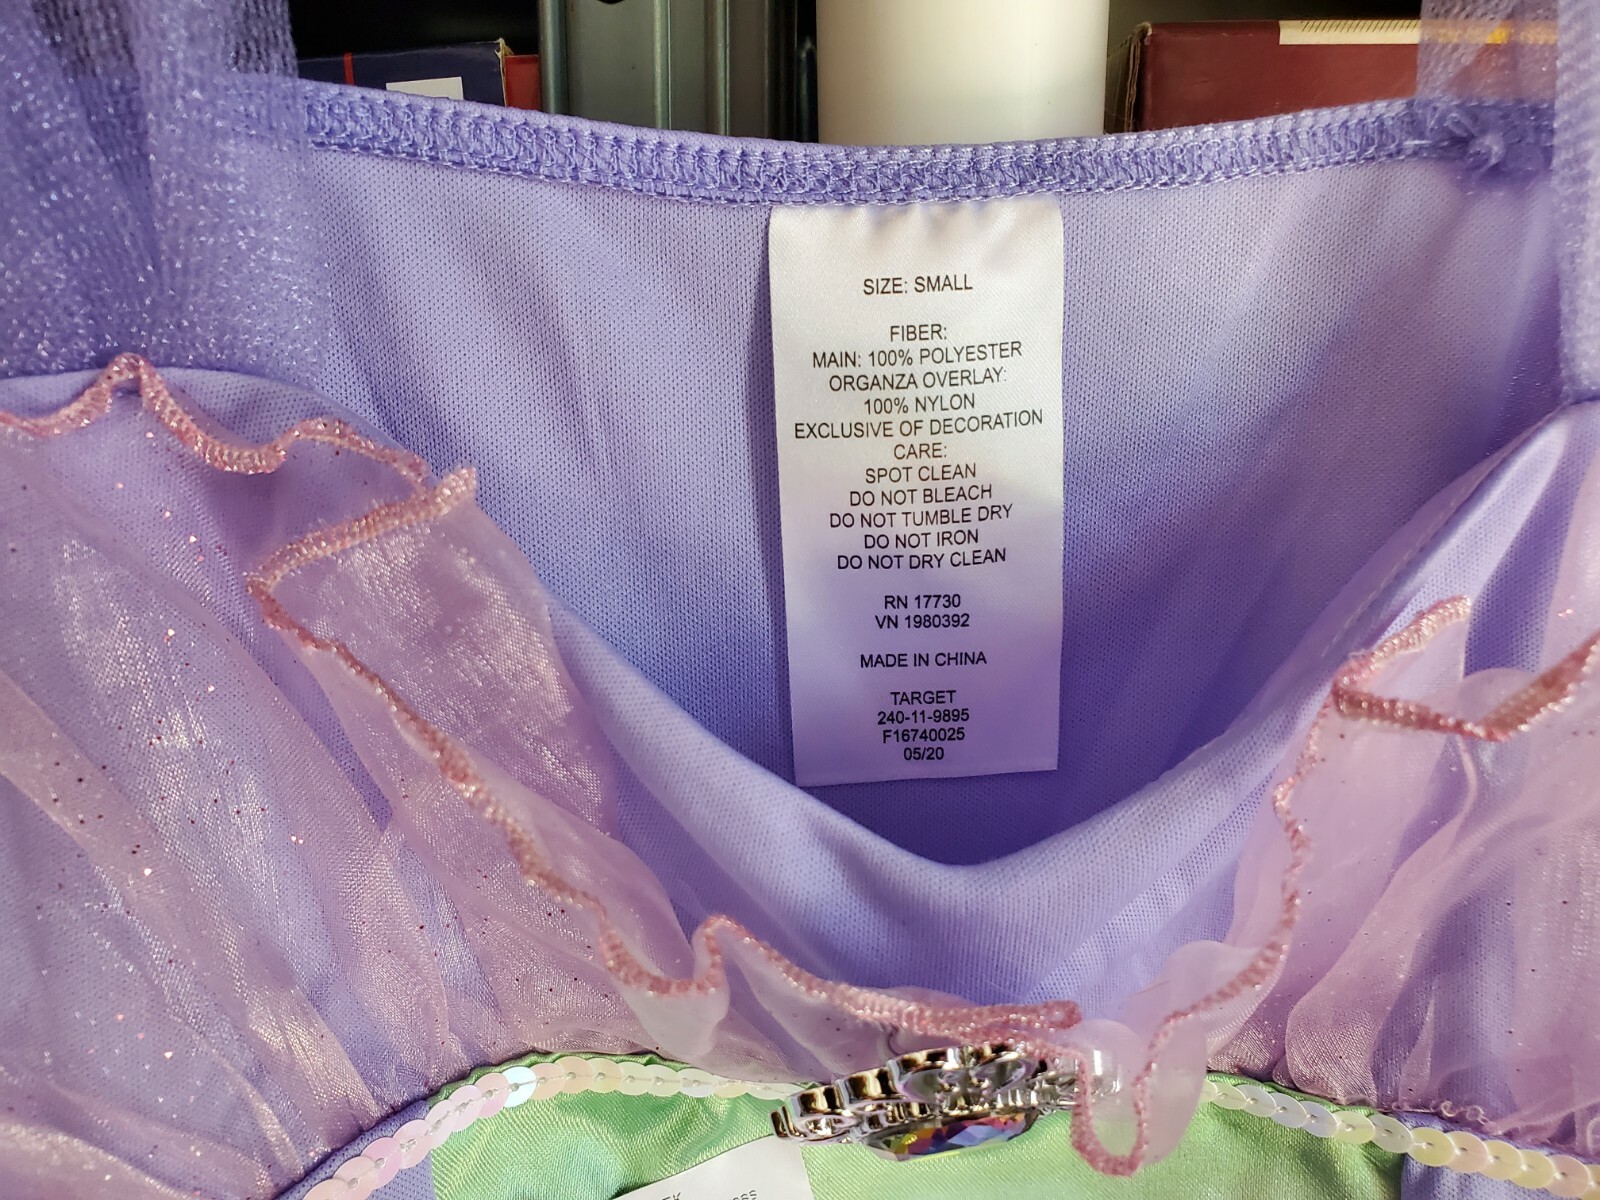 SIZE: SMALL
FIBER:
MAIN: 100% POLYESTER
ORGANZA OVERLAY:
100% NYLON
EXCLUSIVE OF DECORATION
CARE:
SPOT CLEAN
DO NOT BLEACH
DO NOT TUMBLE DRY
DO NOT IRON
DO NOT DRY CLEAN
RN 17730
VN 1980392
MADE IN CHINA
TARGET
240-11-9895
F16740025
05/20